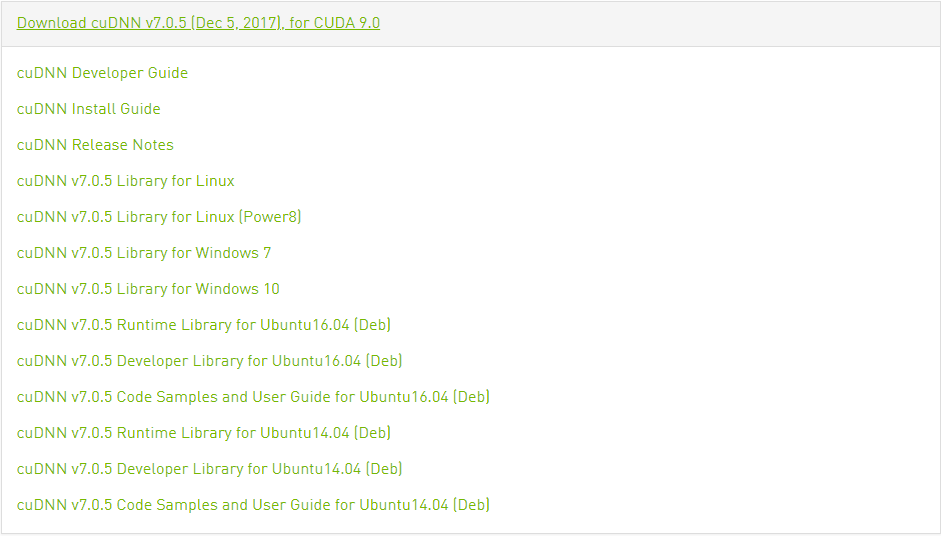 Download cuDNN v7.0.5 (Dec 5, 2017), for CUDA 9.0
cuDNN Developer Guide
cuDNN Install Guide
cuDNN Release Notes
cuDNN v7.0.5 Library for Linux
cuDNN v7.0.5 Library for Linux (Power8)
cuDNN v7.0.5 Library for Windows 7
cuDNN v7.0.5 Library for Windows 10
cuDNN v7.0.5 Runtime Library for Ubuntu16.04 (Deb)
cuDNN v7.0.5 Developer Library for Ubuntu16.04 (Deb)
cuDNN v7.0.5 Code Samples and User Guide for Ubuntu16.04 (Deb)
cuDNN v7.0.5 Runtime Library for Ubuntu14.04 (Deb)
cuDNN v7.0.5 Developer Library for Ubuntu14.04 (Deb)
cuDNN v7.0.5 Code Samples and User Guide for Ubuntu14.04 (Deb)